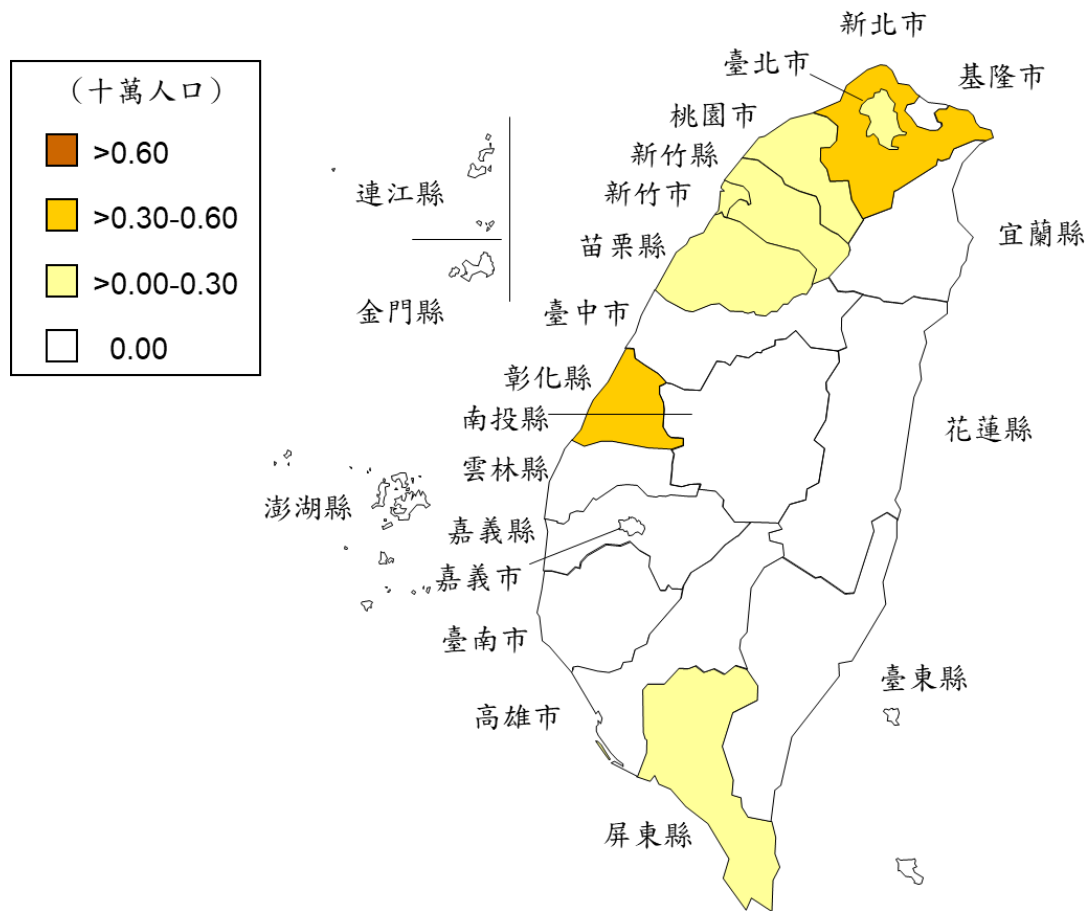 （十萬人口）
>0.60
>0.30-0.60
>0.00-0.30
0.00
新北市
臺北市
基隆市
桃園市
新竹縣
新竹市
連江縣
苗栗縣
宜蘭縣
金門縣
臺中市
彰化縣
南投縣
花蓮縣
雲林縣
澎湖縣
嘉義縣
嘉義市
臺南市
臺東縣
高雄市
屏東縣